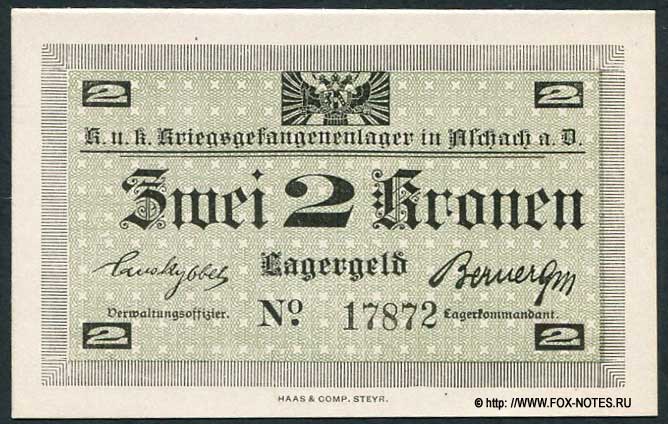 2 2
K. u. k. Kriegsgefangenenlager in Aschach a. D.
Zwei 2 Kronen
Lagergeld
Verwaltungsoffizier. No. 17872 Lagerkommandant.
2 2
HAAS & COMP. STEYR.
© http: //WWW.FOX-NOTES.RU